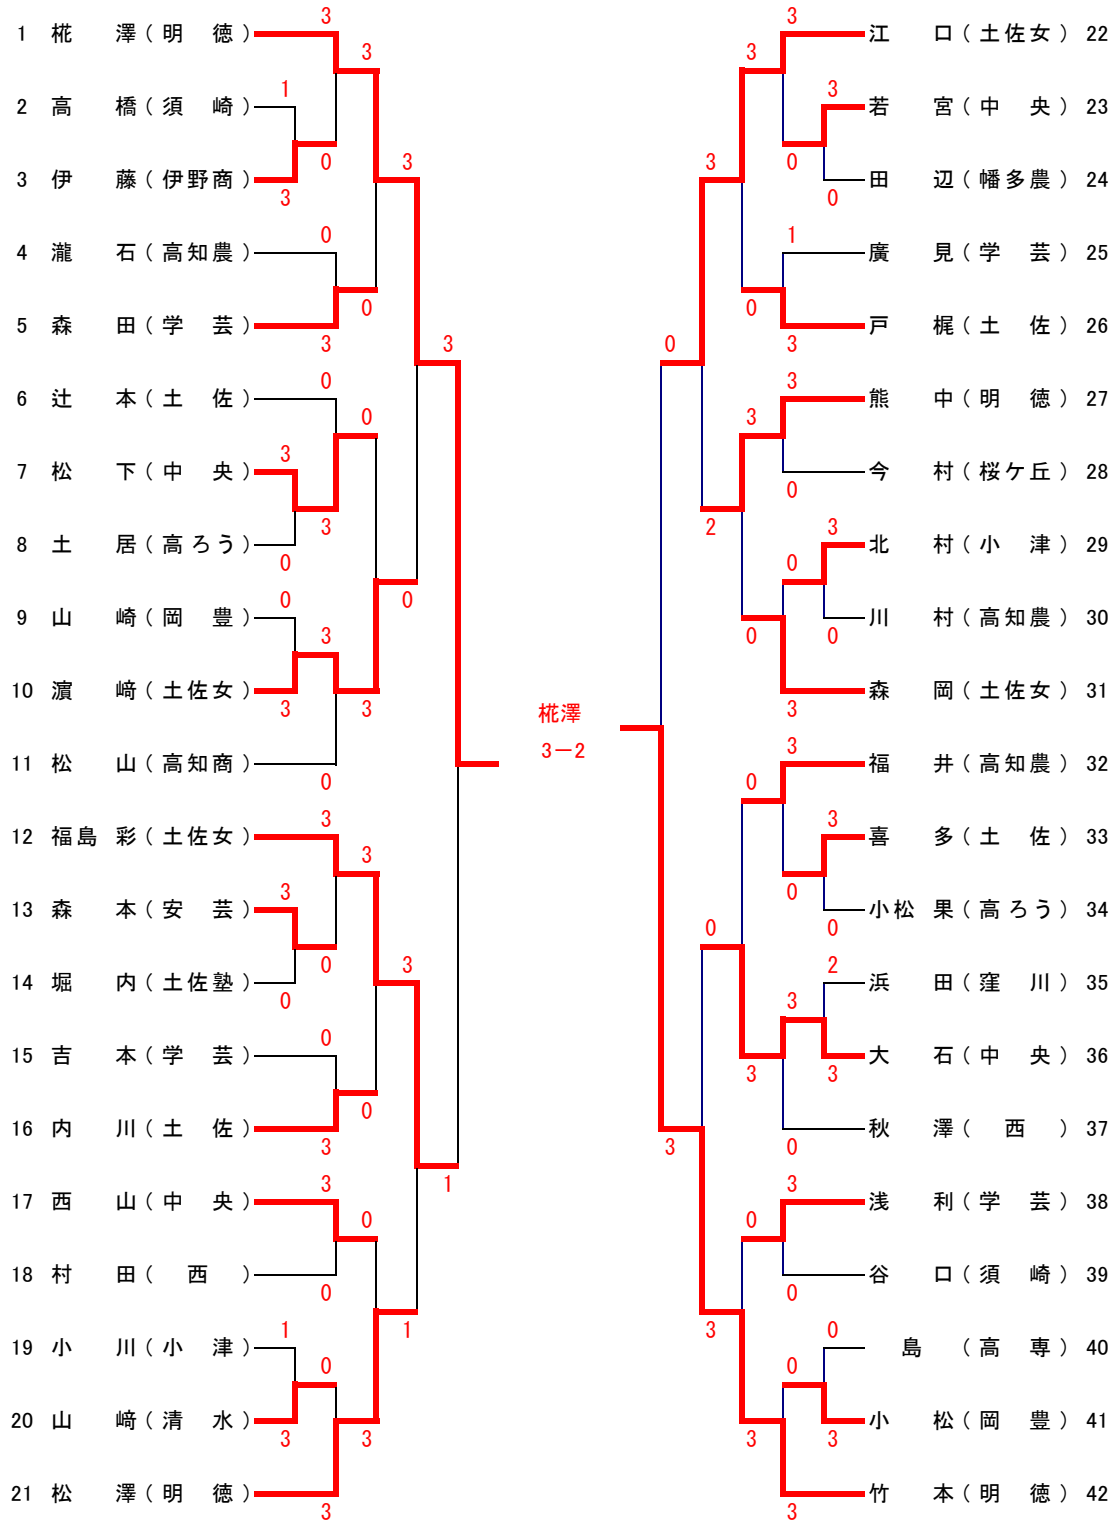 1 椛 澤 ( 明 徳 )
2 高 橋 ( 須 崎 )
3 伊 藤 ( 伊野商 )
4 瀧 石 ( 高知農 )
5 森 田 ( 学 芸 )
6 辻 本 ( 土 佐 )
7 松 下 ( 中 央 )
8 土 居 ( 高ろう )
9 山 崎 ( 岡 豊 )
10 濵 﨑 ( 土佐女 )
11 松 山 ( 高知商 )
12 福島 彩 ( 土佐女 )
13 森 本 ( 安 芸 )
14 堀 内 ( 土佐塾 )
15 吉 本 ( 学 芸 )
16 内 川 ( 土 佐 )
17 西 山 ( 中 央 )
18 村 田 ( 西 )
19 小 川 ( 小 津 )
20 山 﨑 ( 清 水 )
21 松 澤 ( 明 徳 )
3
1
3
0
3
0
3
0
0
3
0
3
3
0
0
3
3
0
1
3
3
3
0
0
0
3
3
3
3
0
0
0
0
3
3
0
3
1
3
1
椛澤
3－2
0
3
3
2
0
3
3
0
3
0
0
3
0
3
3
0
1
3
3
0
0
3
3
0
3
0
3
0
0
3
3
0
3
0
2
3
0
3
江 口 ( 土佐女 ) 22
若 宮 ( 中 央 ) 23
田 辺 ( 幡多農 ) 24
廣 見 ( 学 芸 ) 25
戸 梶 ( 土 佐 ) 26
熊 中 ( 明 徳 ) 27
今 村 ( 桜ケ丘 ) 28
北 村 ( 小 津 ) 29
川 村 ( 高知農 ) 30
森 岡 ( 土佐女 ) 31
福 井 ( 高知農 ) 32
喜 多 ( 土 佐 ) 33
小松 果 ( 高ろう ) 34
浜 田 ( 窪 川 ) 35
大 石 ( 中 央 ) 36
秋 澤 ( 西 ) 37
浅 利 ( 学 芸 ) 38
谷 口 ( 須 崎 ) 39
島 ( 高 専 ) 40
小 松 ( 岡 豊 ) 41
竹 本 ( 明 徳 ) 42